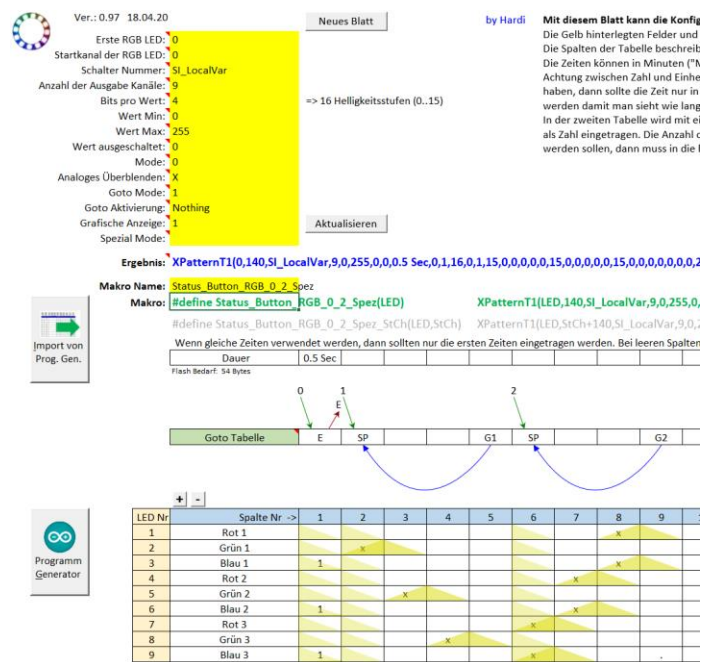 Ver.: 0.97 18.04.20
Neues Blatt
by Hardi
Mit diesem Blatt kann die Konfig
Die Gelb hinterlegten Felder und
Die Spalten der Tabelle beschreib
Die Zeiten können in Minuten ("M
Achtung zwischen Zahl und Einhe
haben, dann sollte die Zeit nur in
werden damit man sieht wie lang
In der zweiten Tabelle wird mit ei
als Zahl eingetragen. Die Anzahl d
werden sollen, dann muss in die l
Erste RGB LED: 0
Startkanal der RGB LED: 0
Schalter Nummer: SI_LocalVar
Anzahl der Ausgabe Kanäle: 9
Bits pro Wert: 4 => 16 Helligkeitsstufen (0..15)
Wert Min: 0
Wert Max: 255
Wert ausgeschaltet: 0
Mode: 0
Analoges Überblenden: X
Goto Mode: 1
Goto Aktivierung: Nothing
Grafische Anzeige: 1 Aktualisieren
Spezial Mode:
Ergebnis: XPatternT1(0,140,SI_LocalVar,9,0,255,0,0,0.5 Sec,0,1,16,0,1,15,0,0,0,0,0,15,0,0,0,0,0,15,0,0,0,0,0,0,2
Makro Name: Status_Button_RGB_0_2_Spez
Makro: #define Status_Button_RGB_0_2_Spez(LED) XPatternT1(LED,140,SI_LocalVar,9,0,255,0,
#define Status_Button_RGB_0_2_Spez_StCh(LED,StCh) XPatternT1(LED,StCh+140,SI_LocalVar,9,0,2
Import von
Prog. Gen.
Wenn gleiche Zeiten verwendet werden, dann sollten nur die ersten Zeiten eingetragen werden. Bei leeren Spalten
Dauer 0.5 Sec
Flash Bedarf: 54 Bytes
0 1 2
E
Goto Tabelle E SP G1 SP G2
+ -
LED Nr Spalte Nr -> 1 2 3 4 5 6 7 8 9 1
1 Rot 1 x
2 Grün 1 x
3 Blau 1 1 x
4 Rot 2 x
5 Grün 2 x
6 Blau 2 1 x
7 Rot 3 x
8 Grün 3 x
9 Blau 3 1 x .
Programm
Generator